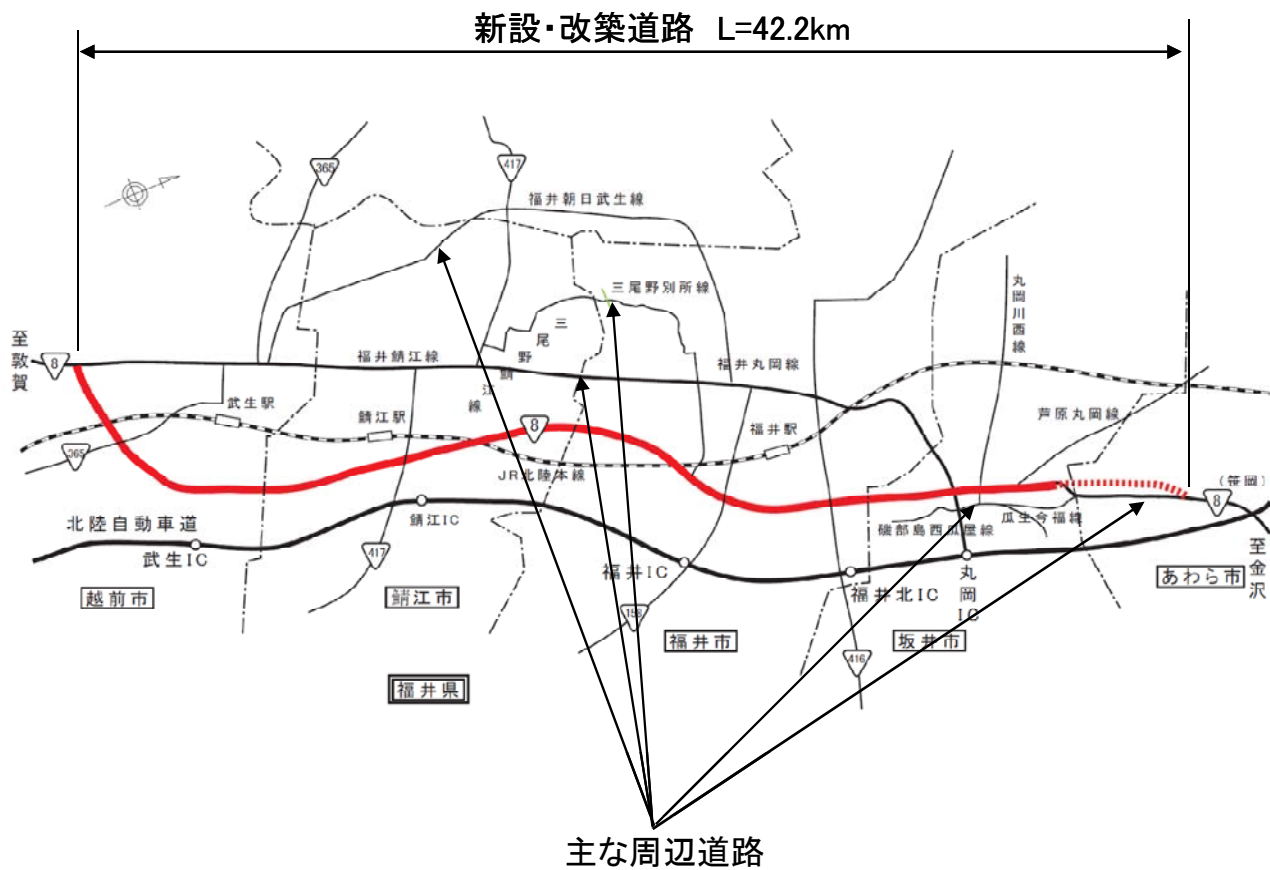 新設・改築道路 L=42.2km
365
417
福井朝日武生線
三尾野別所線
丸岡川西線
至敦賀
8
福井鯖江線
三尾野鯖江線
福井丸岡線
武生駅
鯖江駅
8
福井駅
芦原丸岡線
365
JR北陸本線
(笹岡)
8
北陸自動車道
武生IC
鯖江IC
417
福井IC
磯部島西瓜屋線
瓜生今福線
至金沢
福井北IC
丸岡IC
越前市
鯖江市
158
福井市
坂井市
あわら市
416
福井県
主な周辺道路